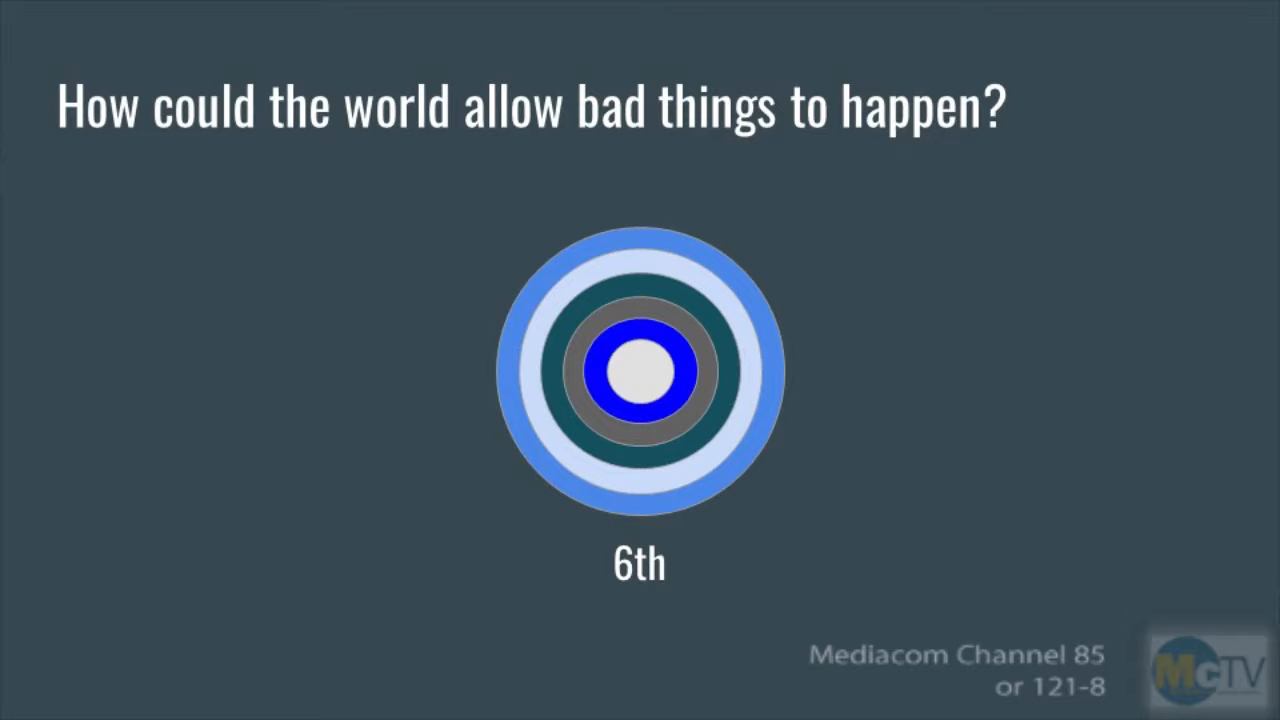 How could the world allow bad things to happen?
6th
Mediacom Channel 85
or 121-8
McTV